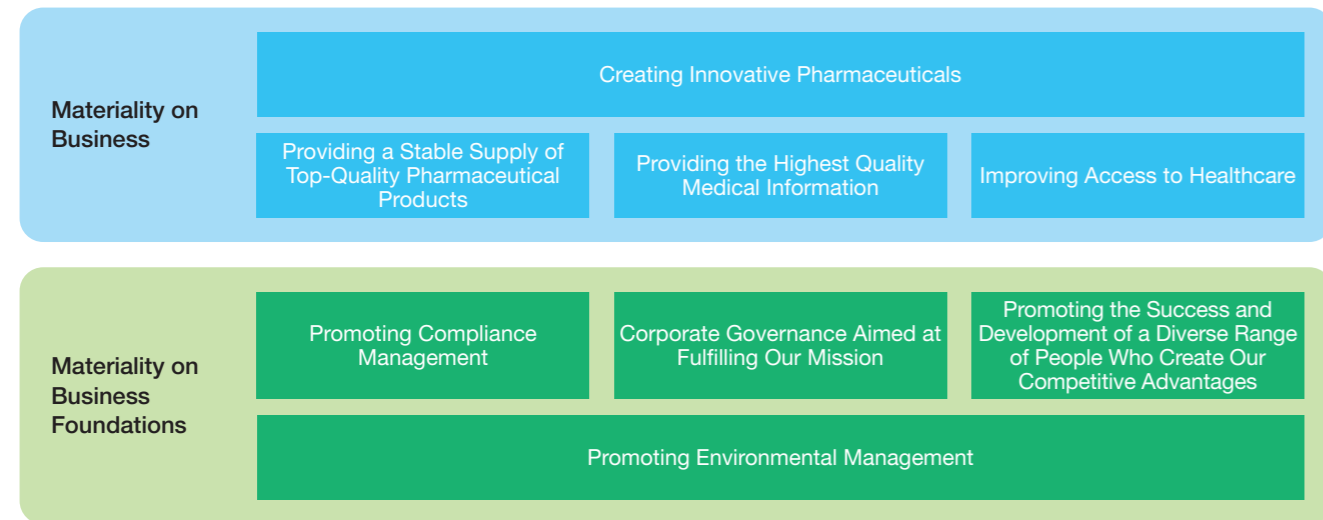 Materiality on
Business
Creating Innovative Pharmaceuticals
Providing a Stable Supply of
Top-Quality Pharmaceutical
Products
Providing the Highest Quality
Medical Information
Improving Access to Healthcare
Materiality on
Business
Foundations
Promoting Compliance
Management
Corporate Governance Aimed at
Fulfilling Our Mission
Promoting the Success and
Development of a Diverse Range
of People Who Create Our
Competitive Advantages
Promoting Environmental Management